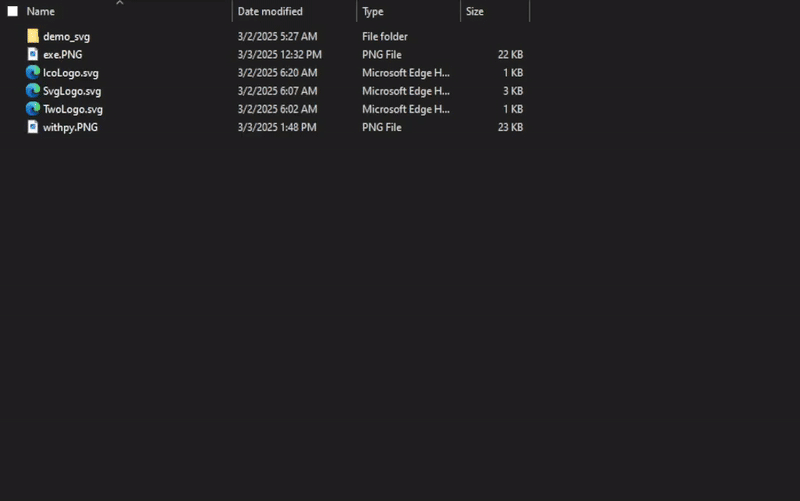 Name Date modified Type Size
demo_svg 3/2/2025 5:27 AM File folder
exe.PNG 3/3/2025 12:32 PM PNG File 22 KB
IcoLogo.svg 3/2/2025 6:20 AM Microsoft Edge H... 1 KB
SvgLogo.svg 3/2/2025 6:07 AM Microsoft Edge H... 3 KB
TwoLogo.svg 3/2/2025 6:02 AM Microsoft Edge H... 1 KB
withpy.PNG 3/3/2025 1:48 PM PNG File 23 KB